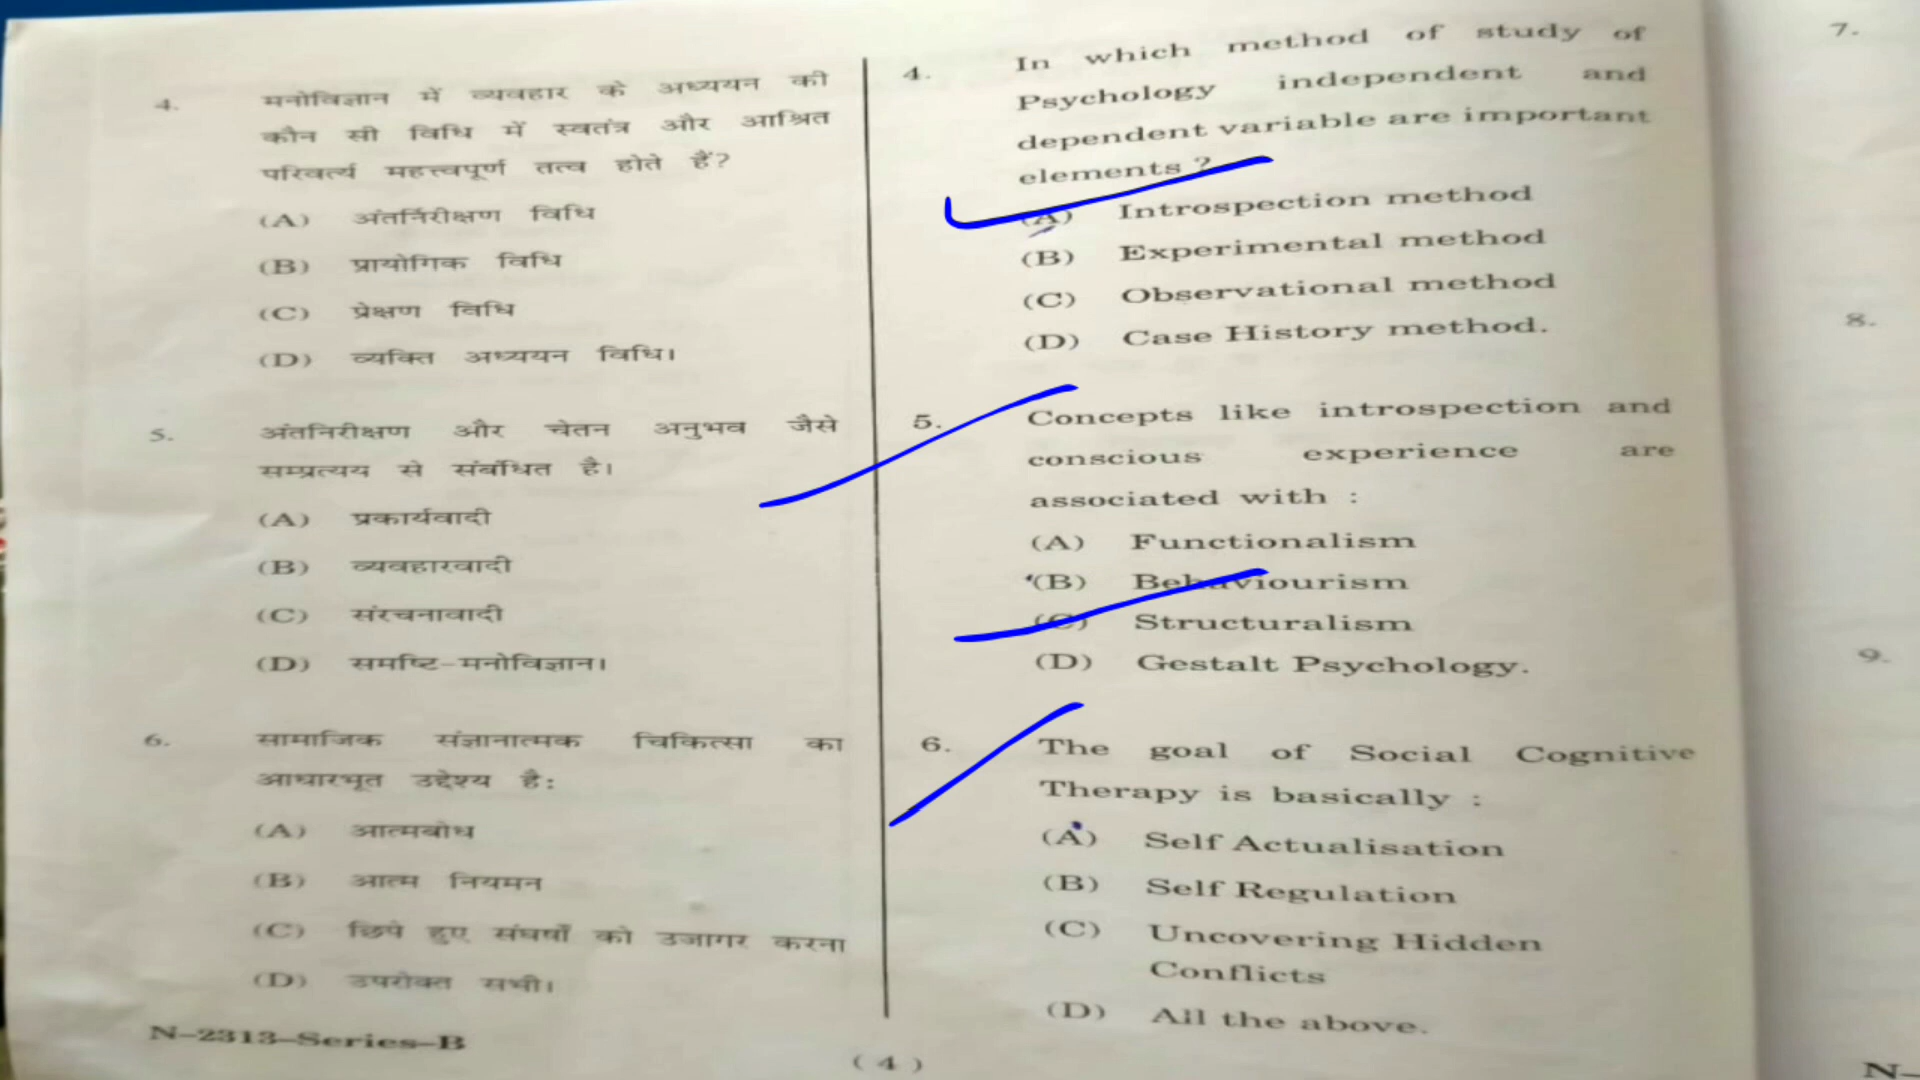 4. मनोविज्ञान में व्यवहार के अध्ययन की
कौन सी विधि में स्वतंत्र और आश्रित
परिवर्त्य महत्त्वपूर्ण तत्व होते हैं?
(A) अंतर्निरीक्षण विधि
(B) प्रायोगिक विधि
(C) प्रेक्षण विधि
(D) व्यक्ति अध्ययन विधि।
5. अंतनिरीक्षण और चेतन अनुभव जैसे
सम्प्रत्यय से संबंधित है।
(A) प्रकार्यवादी
(B) व्यवहारवादी
(C) संरचनावादी
(D) समष्टि-मनोविज्ञान।
6. सामाजिक संज्ञानात्मक चिकित्सा का
आधारभूत उद्देश्य है:
(A) आत्मबोध
(B) आत्म नियमन
(C) छिपे हुए संघर्षों को उजागर करना
(D) उपरोक्त सभी।
N-2313-Series-B
4. In which method of study of
Psychology independent and
dependent variable are important
elements ?
(A) Introspection method
(B) Experimental method
(C) Observational method
(D) Case History method.
5. Concepts like introspection and
conscious experience are
associated with :
(A) Functionalism
(B) Behaviourism
(C) Structuralism
(D) Gestalt Psychology.
6. The goal of Social Cognitive
Therapy is basically :
(A) Self Actualisation
(B) Self Regulation
(C) Uncovering Hidden
Conflicts
(D) All the above.
( 4 )
7.
8.
9.
N-